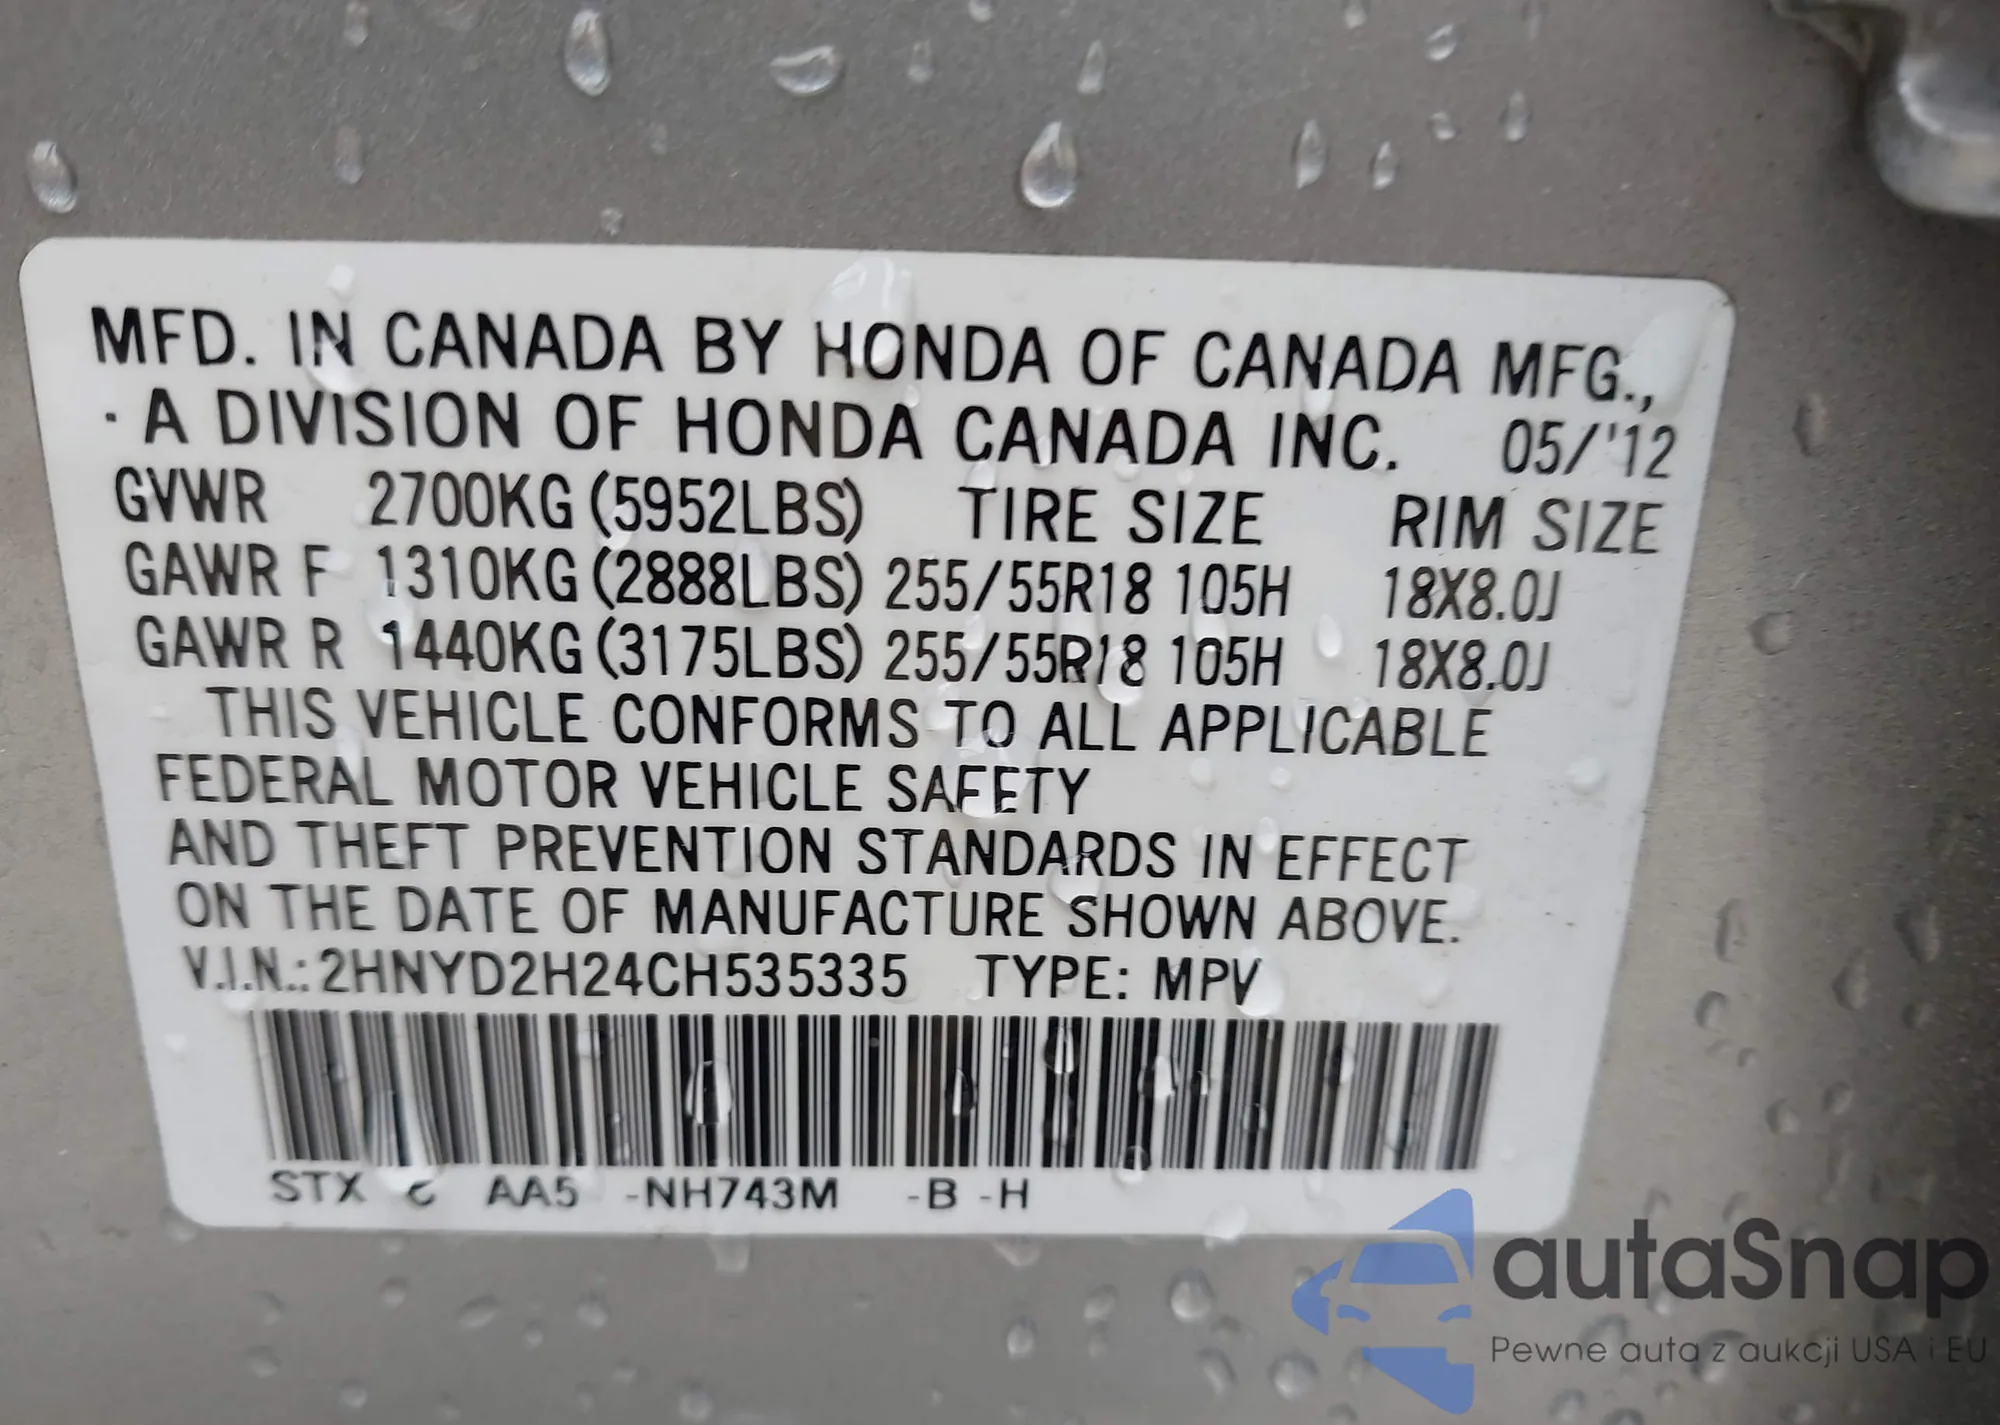 MFD. IN CANADA BY HONDA OF CANADA MFG.,
· A DIVISION OF HONDA CANADA INC. 05/'12
GVWR 2700KG (5952LBS) TIRE SIZE RIM SIZE
GAWR F 1310KG (2888LBS) 255/55R18 105H 18X8.0J
GAWR R 1440KG (3175LBS) 255/55R18 105H 18X8.0J
THIS VEHICLE CONFORMS TO ALL APPLICABLE
FEDERAL MOTOR VEHICLE SAFETY
AND THEFT PREVENTION STANDARDS IN EFFECT
ON THE DATE OF MANUFACTURE SHOWN ABOVE.
V.I.N.: 2HNYD2H24CH535335 TYPE: MPV
STX C AA5 -NH743M -B -H
autaSnap
Pewne auta z aukcji USA i EU